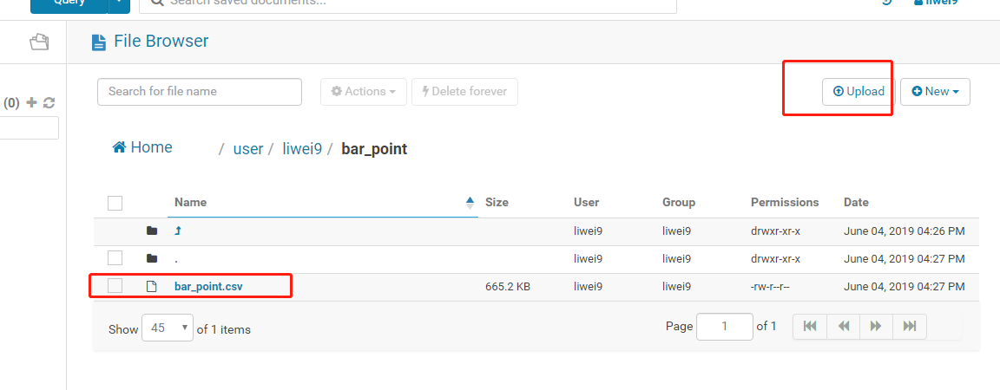 Query Search saved documents... liwei9
File Browser
(0)
Search for file name Actions Delete forever Upload New
Home / user / liwei9 / bar_point
Name Size User Group Permissions Date
liwei9 liwei9 drwxr-xr-x June 04, 2019 04:26 PM
. liwei9 liwei9 drwxr-xr-x June 04, 2019 04:27 PM
bar_point.csv 665.2 KB liwei9 liwei9 -rw-r--r-- June 04, 2019 04:27 PM
Show 45 of 1 items Page 1 of 1